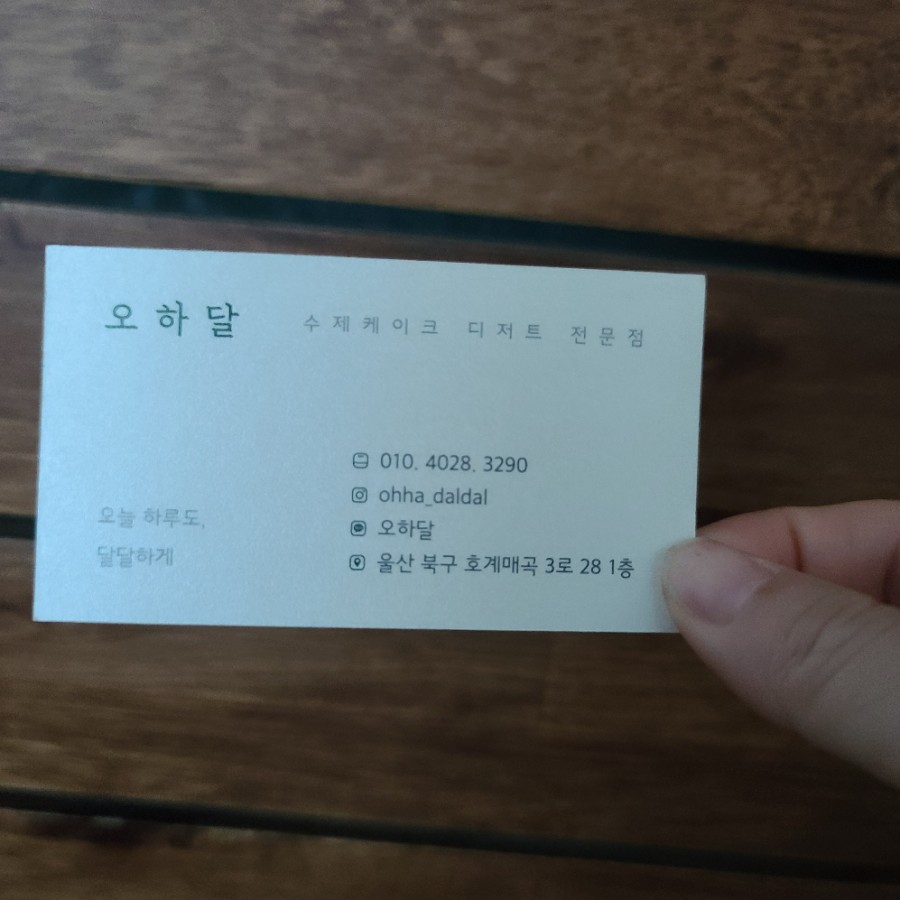 오하달 수제케이크 디저트 전문점
010. 4028. 3290
ohha_daldal
오하달
울산 북구 호계매곡 3로 28 1층
오늘 하루도,
달달하게